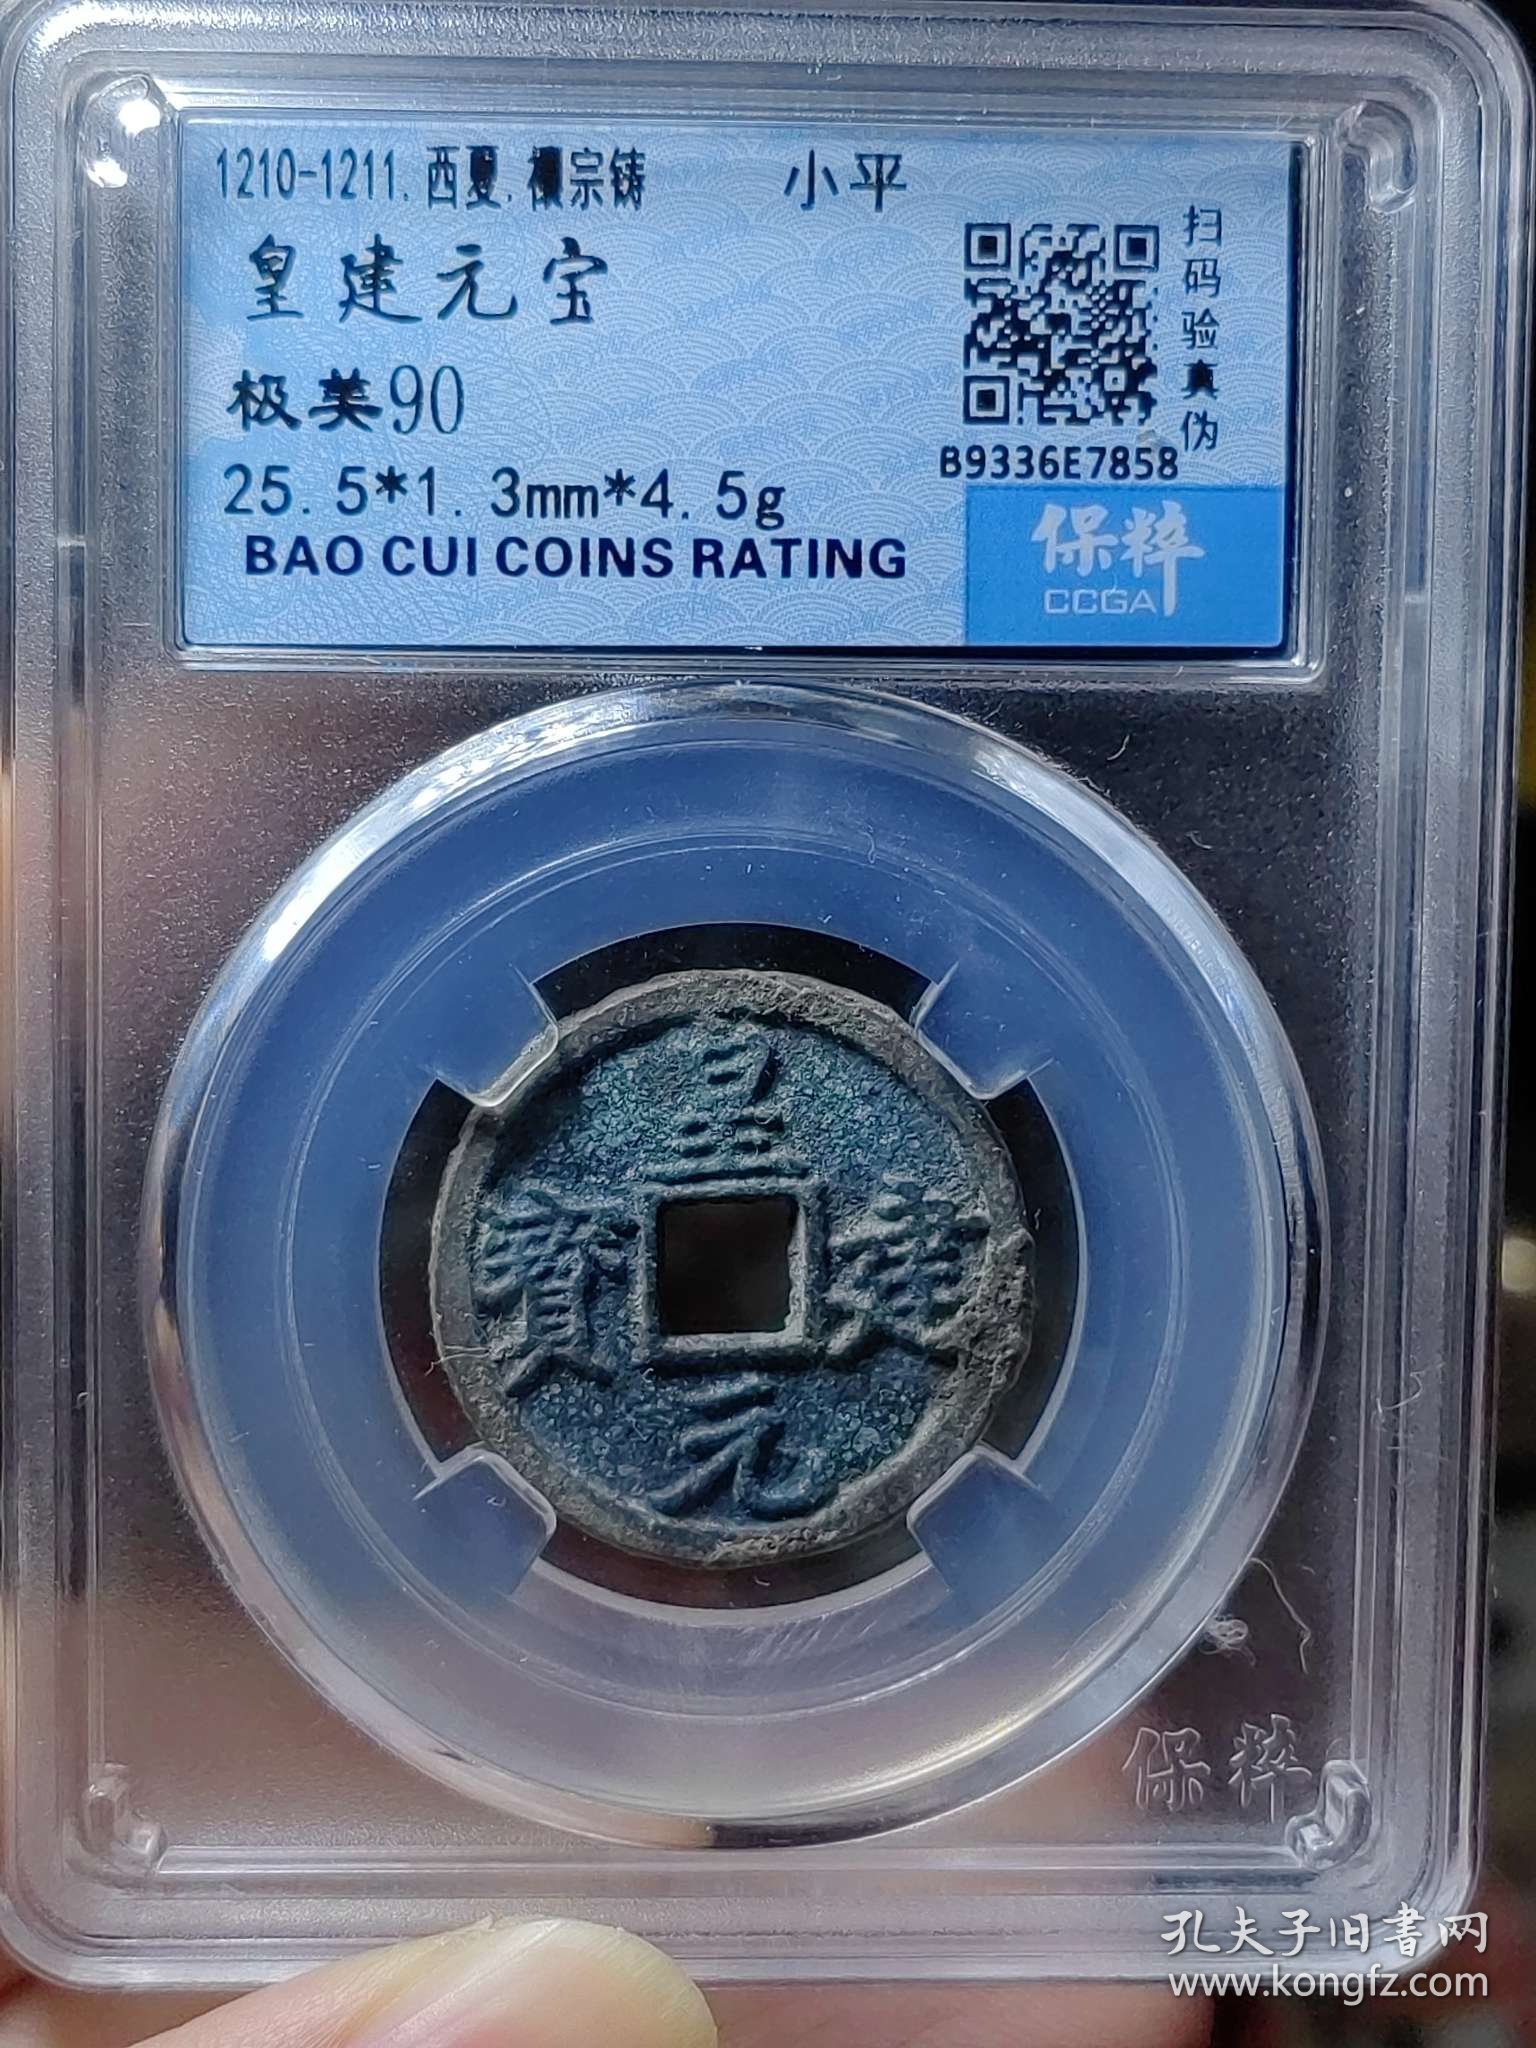 1210-1211.西夏.襄宗铸 小平
皇建元宝
极美90
25.5*1.3mm*4.5g
BAO CUI COINS RATING
扫码验真伪
B9336E7858
保粹
CCGA
皇建元寳
保粹
孔夫子旧书网
www.kongfz.com